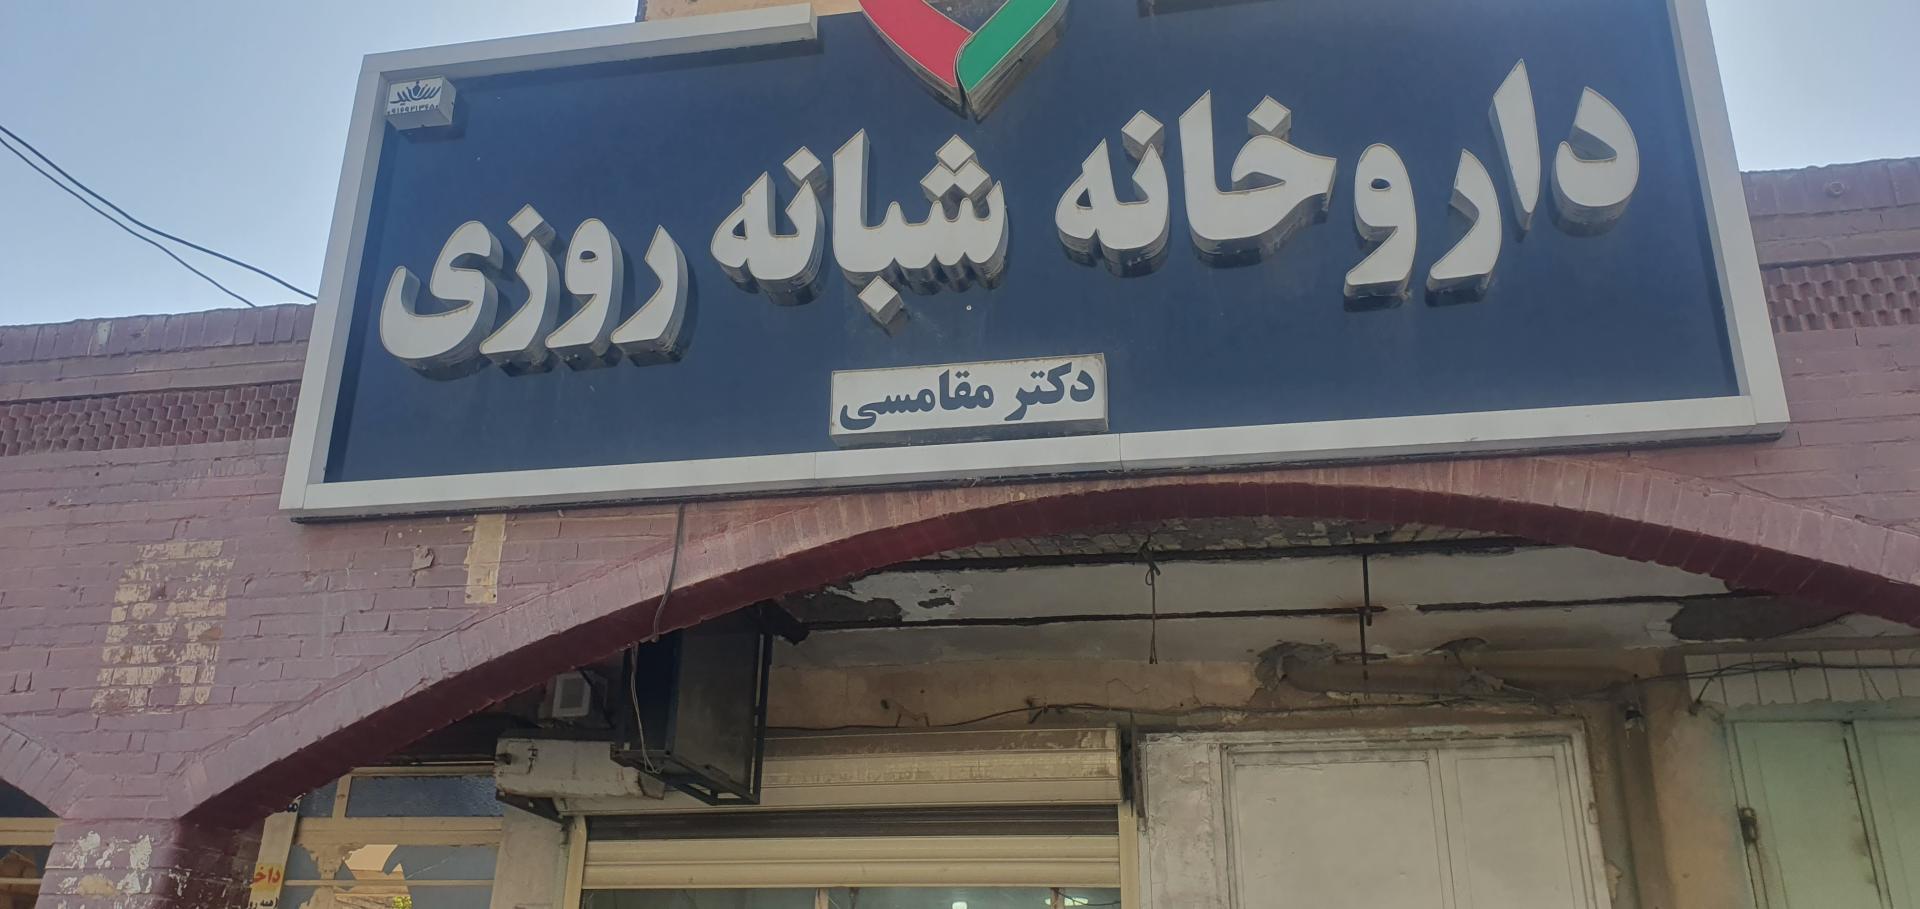 داروخانه شبانه روزی
دکتر مقامسی